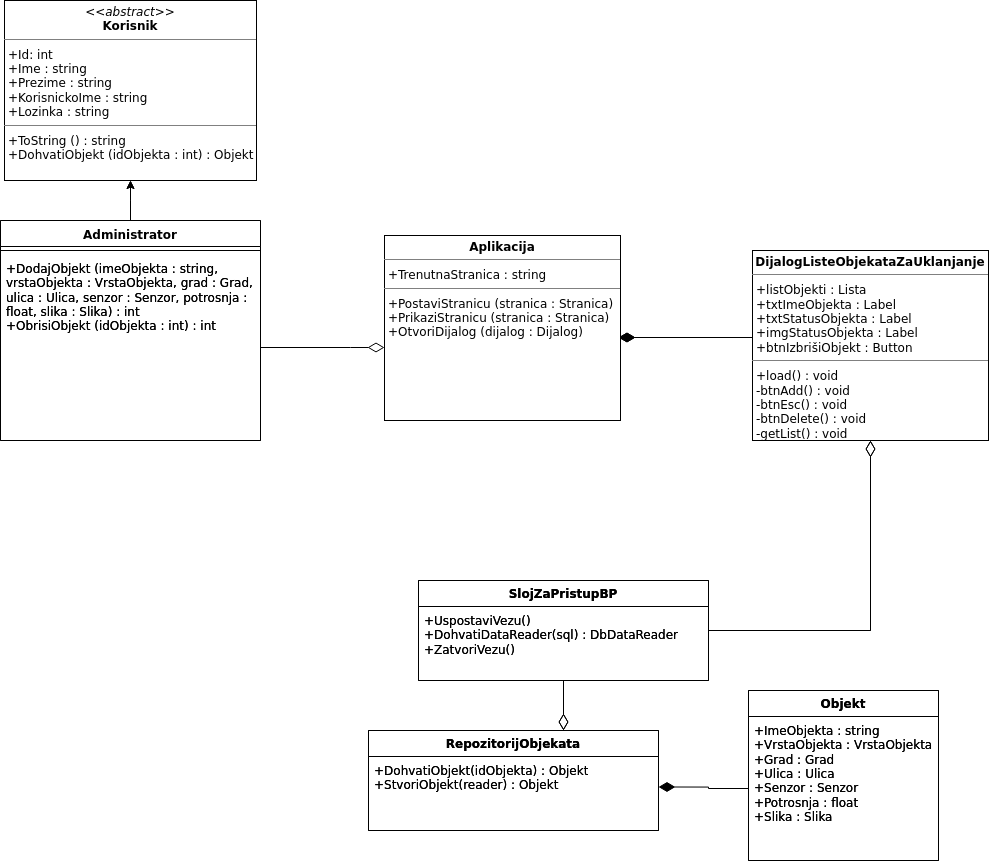 <<abstract>>
Korisnik
+Id: int
+Ime : string
+Prezime : string
+KorisnickoIme : string
+Lozinka : string
+ToString () : string
+DohvatiObjekt (idObjekta : int) : Objekt
Administrator
+DodajObjekt (imeObjekta : string,
vrstaObjekta : VrstaObjekta, grad : Grad,
ulica : Ulica, senzor : Senzor, potrosnja :
float, slika : Slika) : int
+ObrisiObjekt (idObjekta : int) : int
Aplikacija
+TrenutnaStranica : string
+PostaviStranicu (stranica : Stranica)
+PrikaziStranicu (stranica : Stranica)
+OtvoriDijalog (dijalog : Dijalog)
DijalogListeObjekataZaUklanjanje
+listObjekti : Lista
+txtImeObjekta : Label
+txtStatusObjekta : Label
+imgStatusObjekta : Label
+btnIzbrišiObjekt : Button
+load() : void
-btnAdd() : void
-btnEsc() : void
-btnDelete() : void
-getList() : void
SlojZaPristupBP
+UspostaviVezu()
+DohvatiDataReader(sql) : DbDataReader
+ZatvoriVezu()
RepozitorijObjekata
+DohvatiObjekt(idObjekta) : Objekt
+StvoriObjekt(reader) : Objekt
Objekt
+ImeObjekta : string
+VrstaObjekta : VrstaObjekta
+Grad : Grad
+Ulica : Ulica
+Senzor : Senzor
+Potrosnja : float
+Slika : Slika